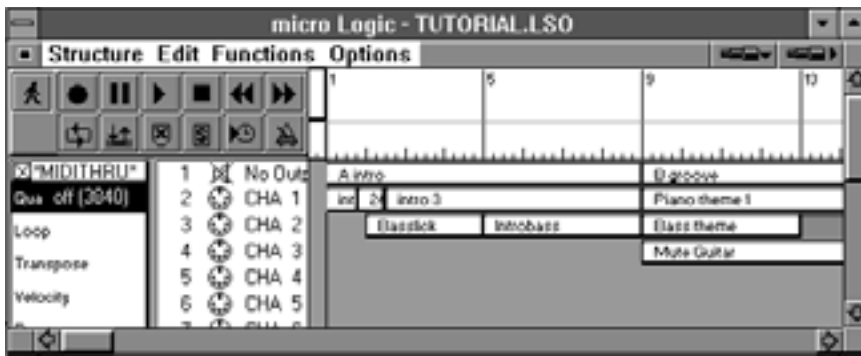 micro Logic - TUTORIAL.LSO
Structure Edit Functions Options
1 5 9 13
"MIDITHRU" 1 No Outp A intro B groove
Qua off (3840) 2 CHA 1 int 24 intro 3 Piano theme 1
Loop 3 CHA 2 Basslick Introbass Bass theme
4 CHA 3 Mute Guitar
Transpose
5 CHA 4
Velocity 6 CHA 5